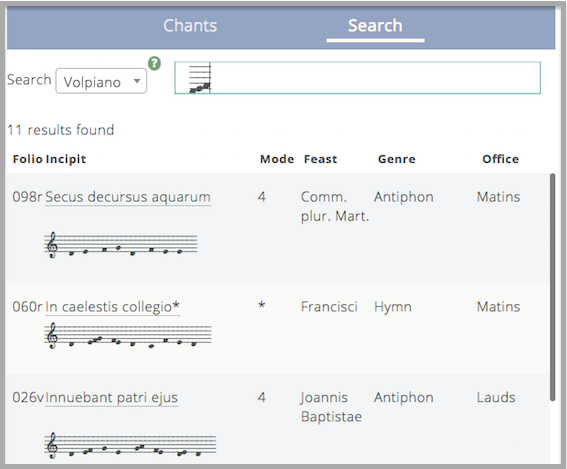 Chants Search
Search Volpiano ?
11 results found
Folio Incipit Mode Feast Genre Office
098r Secus decursus aquarum 4 Comm. Antiphon Matins
plur. Mart.
060r In caelestis collegio* * Francisci Hymn Matins
026v Innuebant patri ejus 4 Joannis Antiphon Lauds
Baptistae